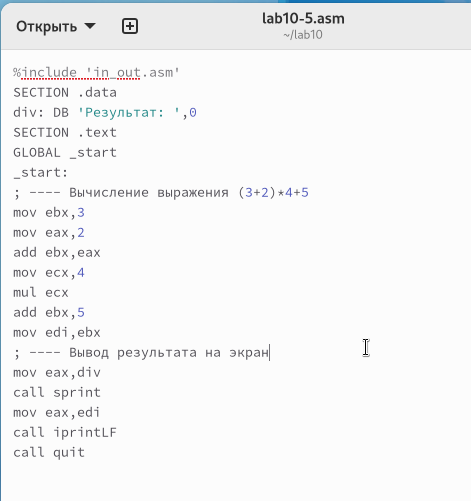 Открыть
lab10-5.asm
~/lab10
%include 'in_out.asm'
SECTION .data
div: DB 'Результат: ',0
SECTION .text
GLOBAL _start
_start:
; ---- Вычисление выражения (3+2)*4+5
mov ebx,3
mov eax,2
add ebx,eax
mov ecx,4
mul ecx
add ebx,5
mov edi,ebx
; ---- Вывод результата на экран
mov eax,div
call sprint
mov eax,edi
call iprintLF
call quit